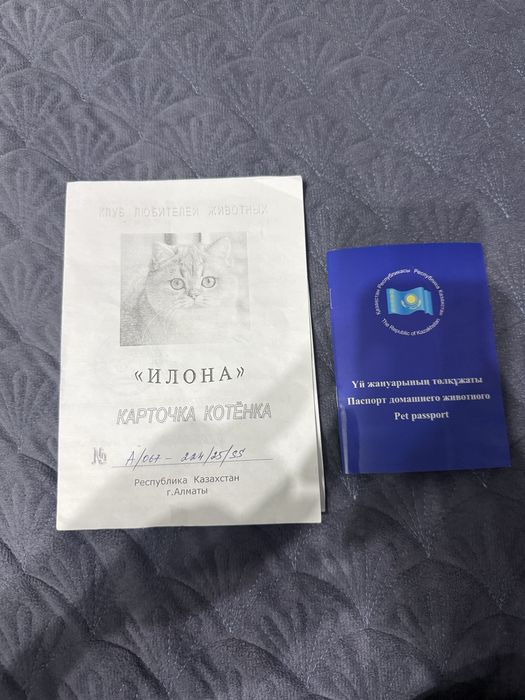 КЛУБ ЛЮБИТЕЛЕЙ ЖИВОТНЫХ
«ИЛОНА»
КАРТОЧКА КОТЁНКА
№ А/067 - 224/25/SS
Республика Казахстан
г.Алматы
Қазақстан Республикасы Республика Казахстан
The Republic of Kazakhstan
Үй жануарының төлқұжаты
Паспорт домашнего животного
Pet passport